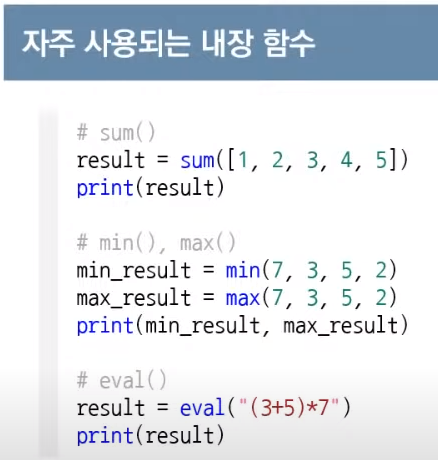 자주 사용되는 내장 함수
# sum()
result = sum([1, 2, 3, 4, 5])
print(result)
# min(), max()
min_result = min(7, 3, 5, 2)
max_result = max(7, 3, 5, 2)
print(min_result, max_result)
# eval()
result = eval("(3+5)*7")
print(result)